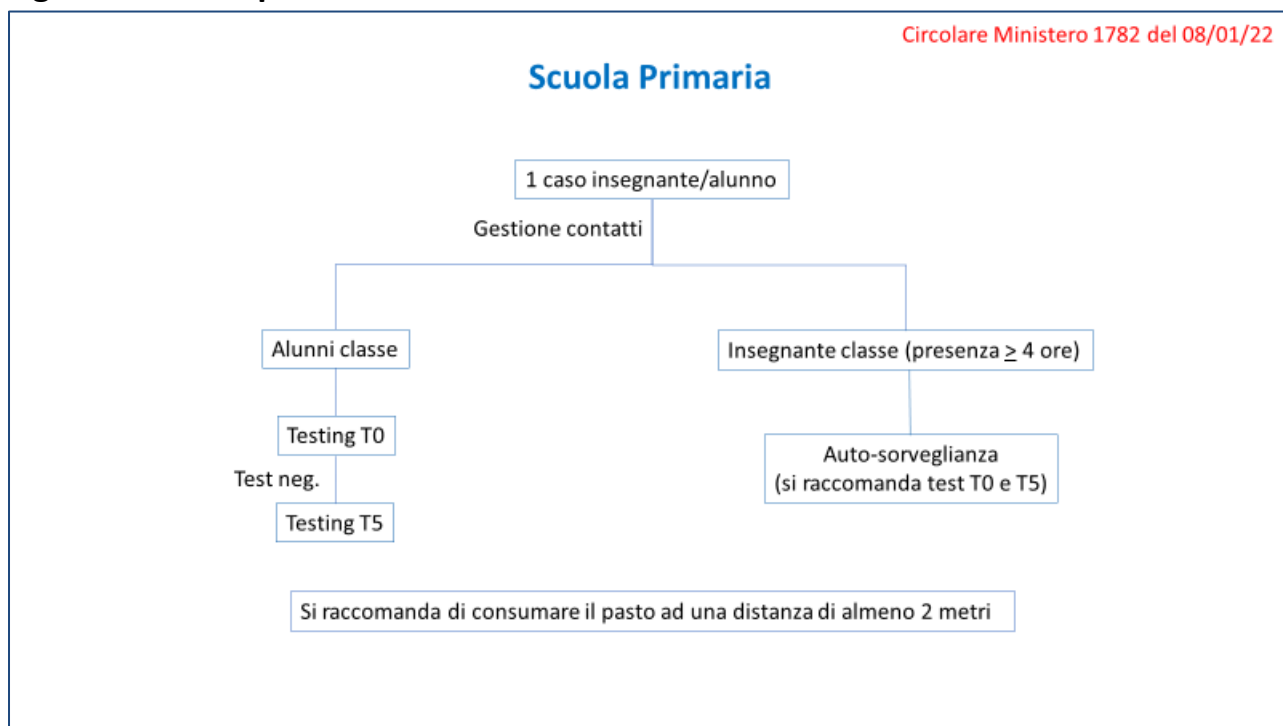 Circolare Ministero 1782 del 08/01/22
Scuola Primaria
1 caso insegnante/alunno
Gestione contatti
Alunni classe
Insegnante classe (presenza ≥ 4 ore)
Testing T0
Auto-sorveglianza
(si raccomanda test T0 e T5)
Test neg.
Testing T5
Si raccomanda di consumare il pasto ad una distanza di almeno 2 metri